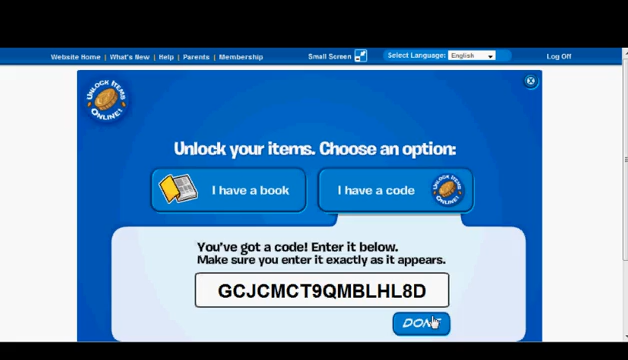 Website Home | What's New | Help | Parents | Membership
Small Screen
Select Language: English
Log Off
UNLOCK ITEMS ONLINE!
Unlock your items. Choose an option:
I have a book
I have a code
UNLOCK ITEMS ONLINE!
You've got a code! Enter it below.
Make sure you enter it exactly as it appears.
GCJCMCT9QMBLHL8D
DONE